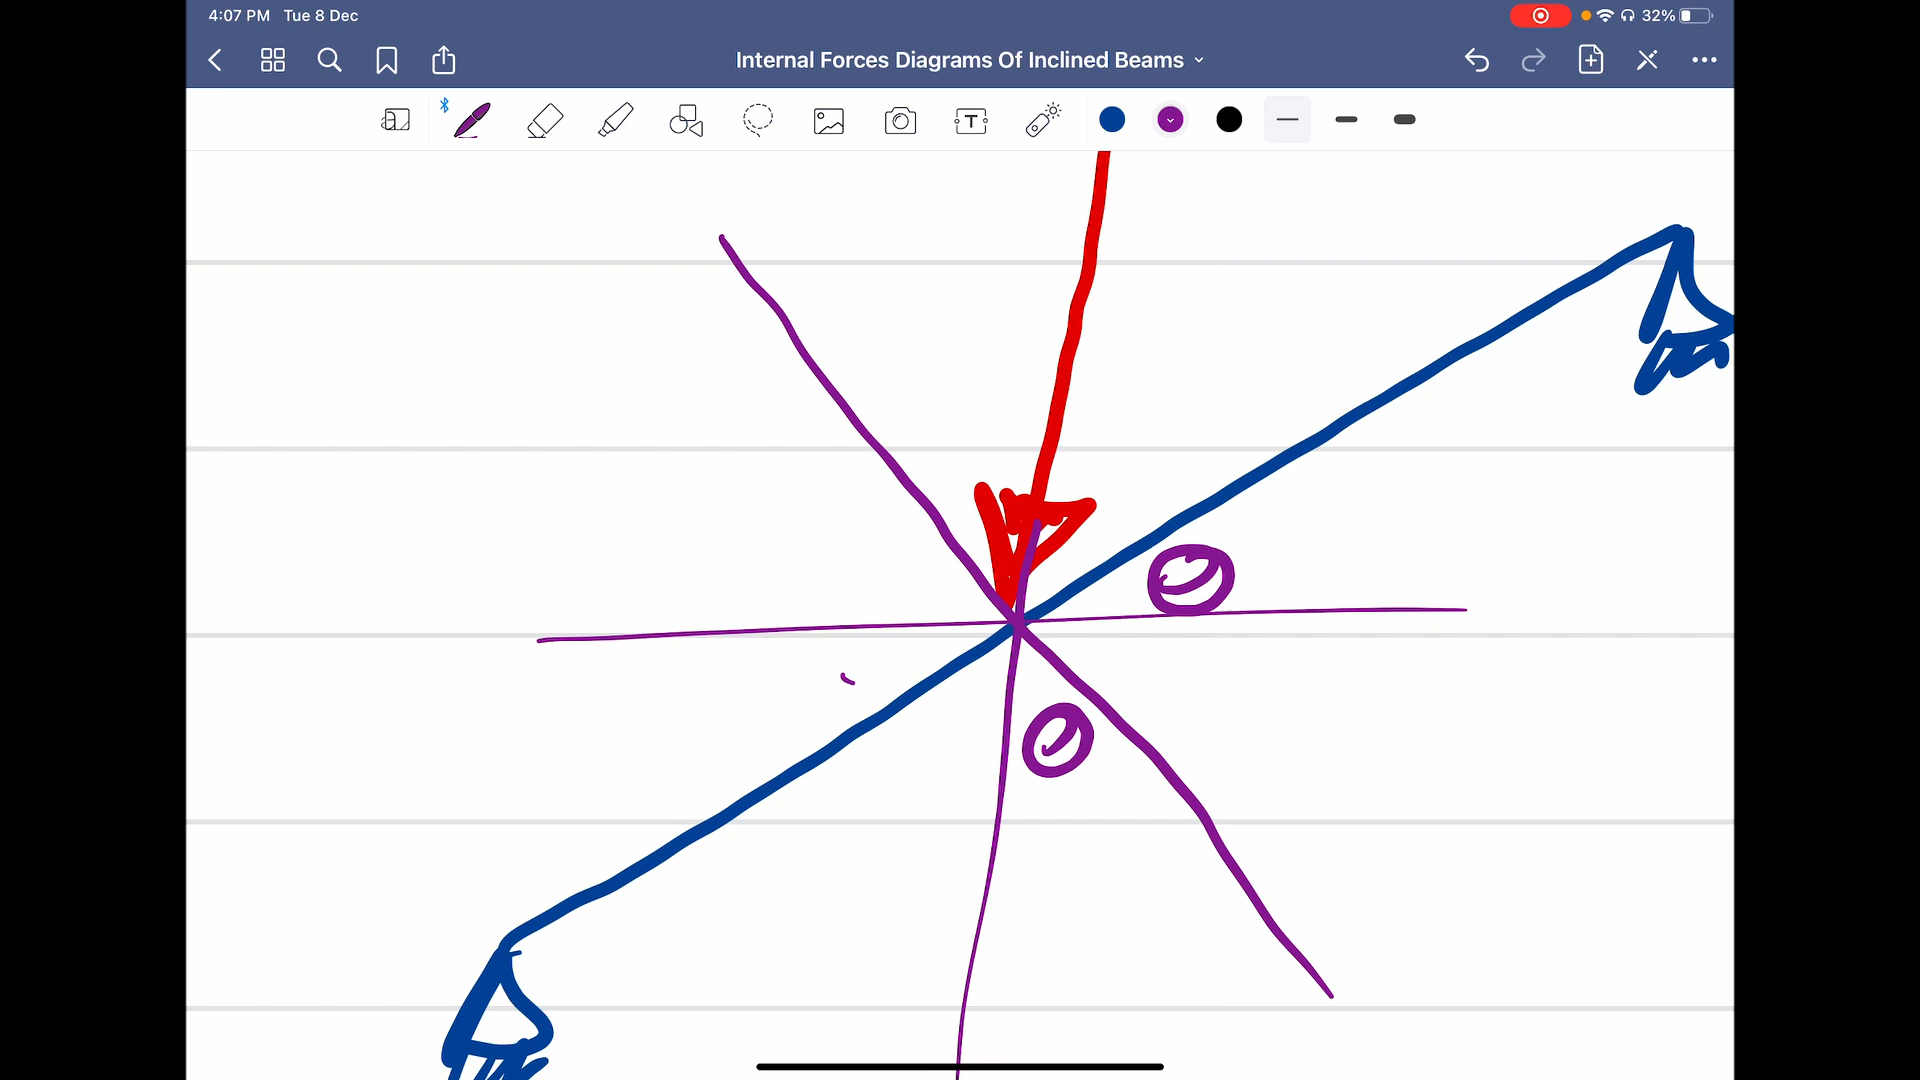 4:07 PM Tue 8 Dec
32%
Internal Forces Diagrams Of Inclined Beams
T